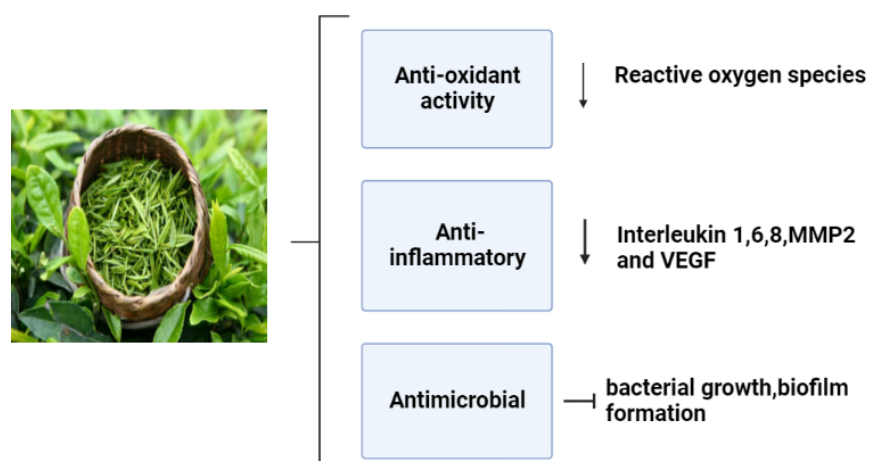 Anti-oxidant
activity
Reactive oxygen species
Anti-
inflammatory
Interleukin 1,6,8,MMP2
and VEGF
Antimicrobial
bacterial growth,biofilm
formation